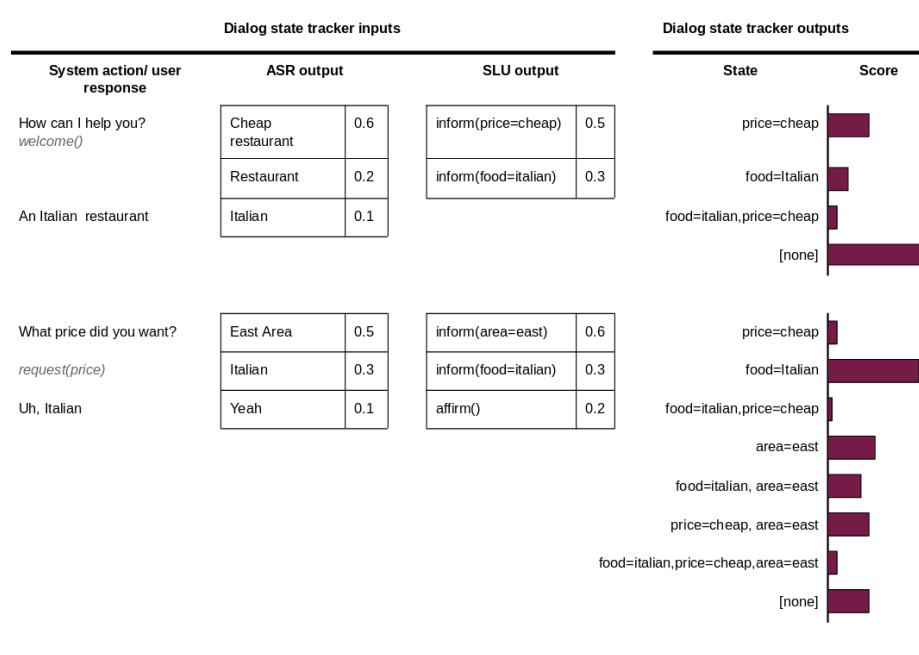 Dialog state tracker inputs
Dialog state tracker outputs
System action/ user
response
ASR output
SLU output
State
Score
How can I help you?
welcome()
Cheap
restaurant
0.6
inform(price=cheap)
0.5
price=cheap
Restaurant
0.2
inform(food=italian)
0.3
food=Italian
An Italian  restaurant
Italian
0.1
food=italian,price=cheap
[none]
What price did you want?
East Area
0.5
inform(area=east)
0.6
price=cheap
request(price)
Italian
0.3
inform(food=italian)
0.3
food=Italian
Uh, Italian
Yeah
0.1
affirm()
0.2
food=italian,price=cheap
area=east
food=italian, area=east
price=cheap, area=east
food=italian,price=cheap,area=east
[none]